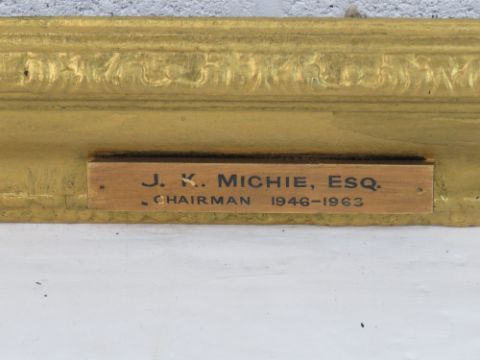 J. K. MICHIE, ESQ.
CHAIRMAN 1946-1963